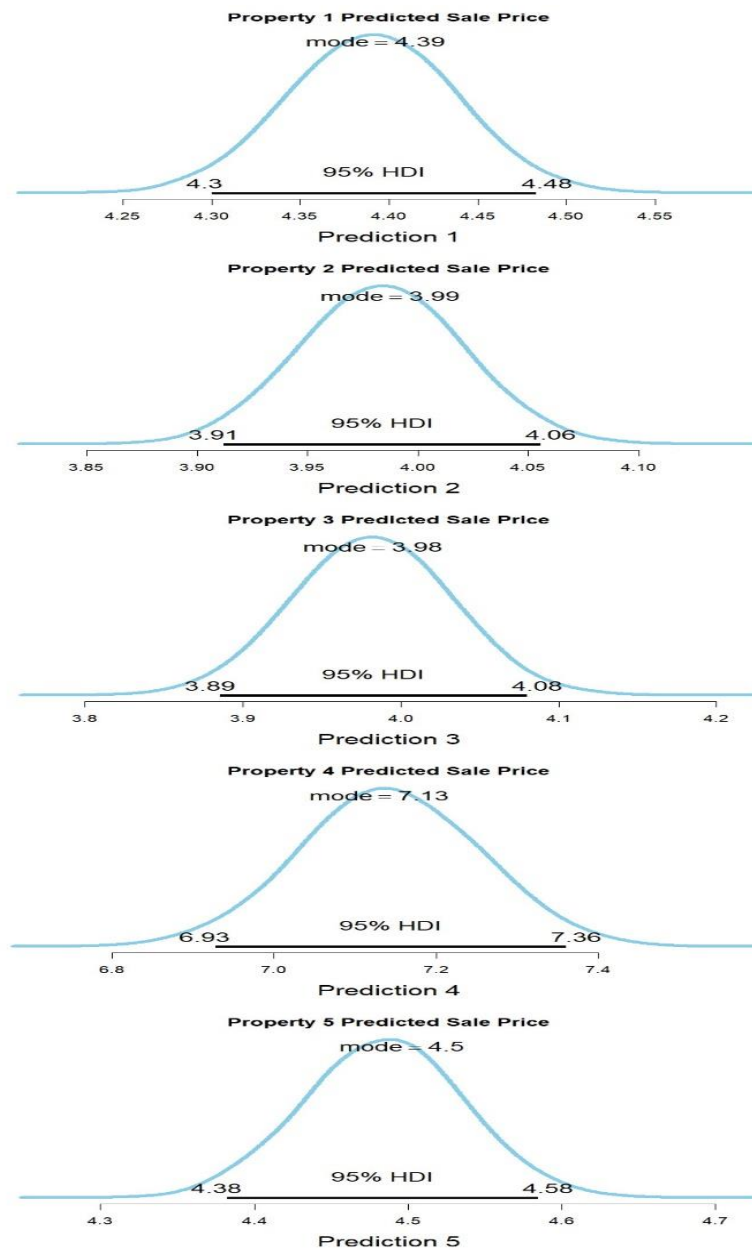 Property 1 Predicted Sale Price
mode = 4.39
95% HDI
4.3 4.48
4.25 4.30 4.35 4.40 4.45 4.50 4.55
Prediction 1
Property 2 Predicted Sale Price
mode = 3.99
95% HDI
3.91 4.06
3.85 3.90 3.95 4.00 4.05 4.10
Prediction 2
Property 3 Predicted Sale Price
mode = 3.98
95% HDI
3.89 4.08
3.8 3.9 4.0 4.1 4.2
Prediction 3
Property 4 Predicted Sale Price
mode = 7.13
95% HDI
6.93 7.36
6.8 7.0 7.2 7.4
Prediction 4
Property 5 Predicted Sale Price
mode = 4.5
95% HDI
4.38 4.58
4.3 4.4 4.5 4.6 4.7
Prediction 5